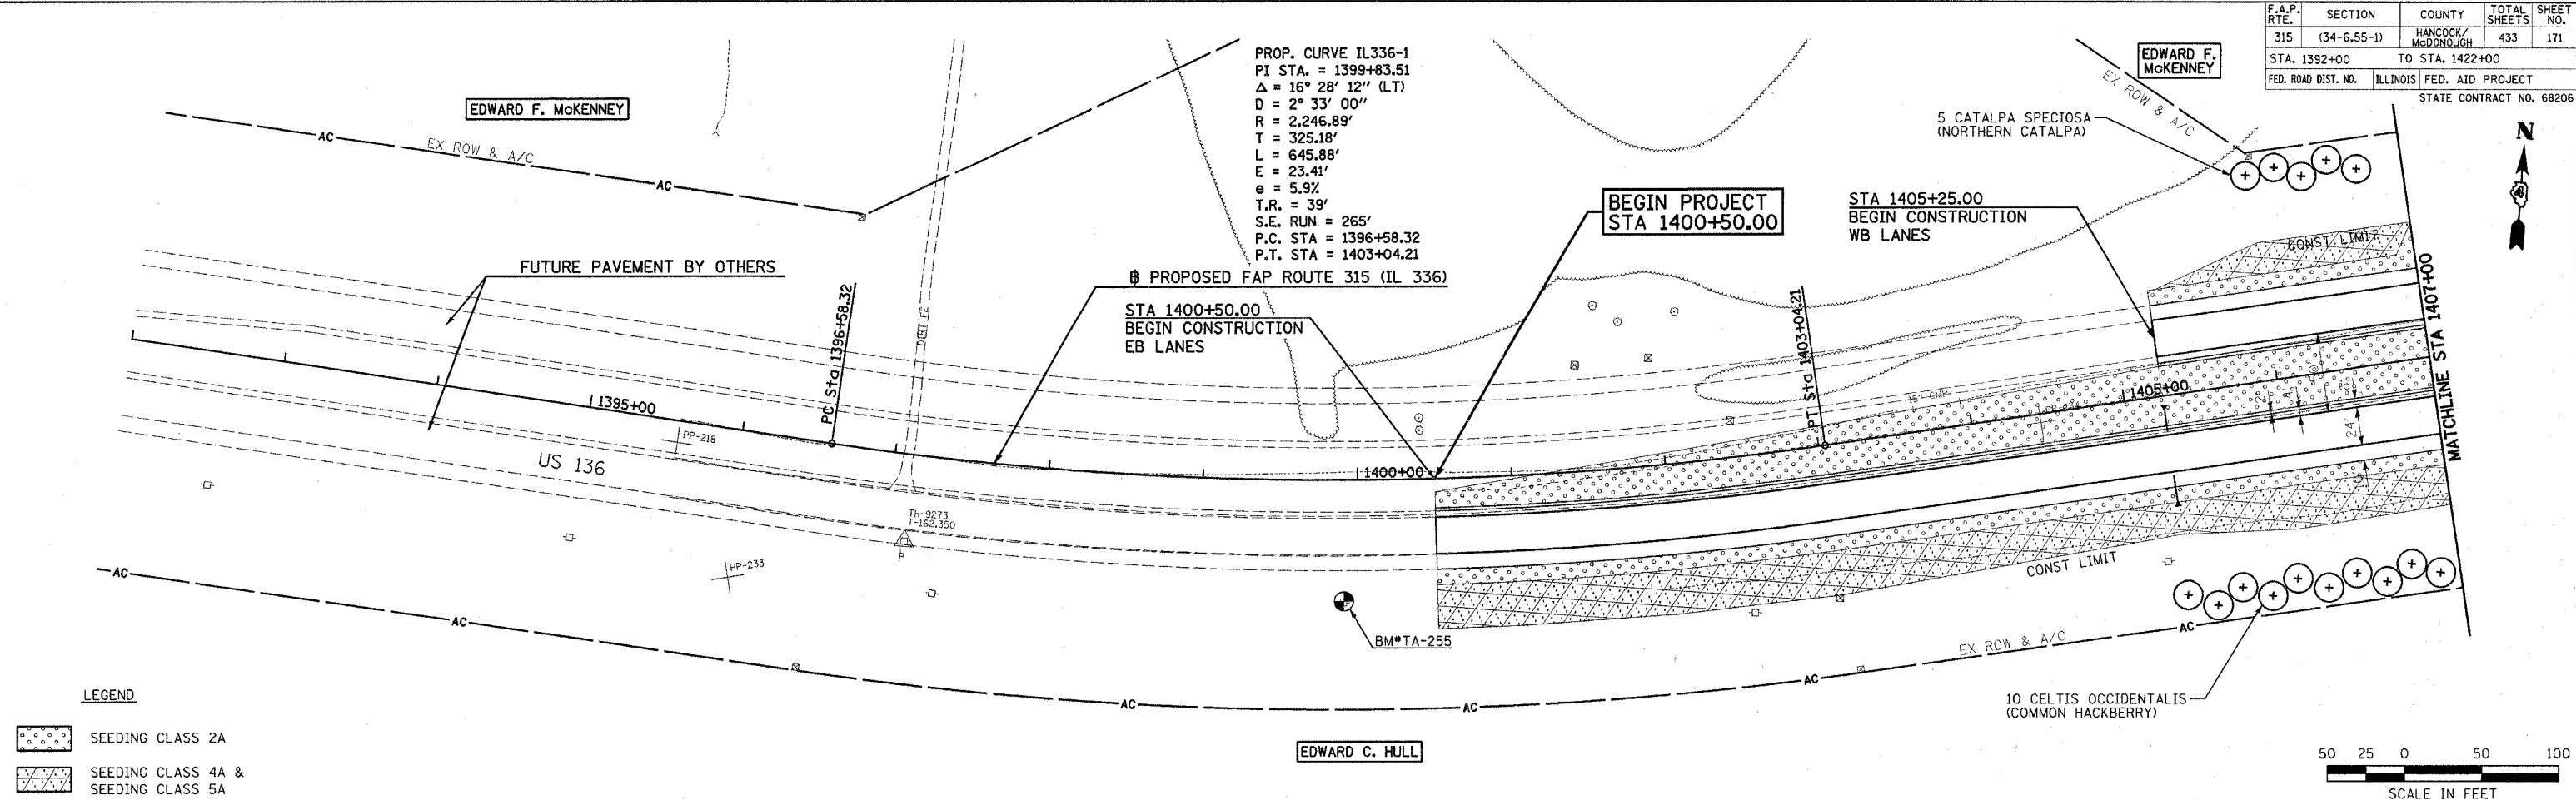 F.A.P. RTE. SECTION COUNTY TOTAL SHEETS SHEET NO.
315 (34-6,55-1) HANCOCK/ McDONOUGH 433 171
STA. 1392+00 TO STA. 1422+00
FED. ROAD DIST. NO. ILLINOIS FED. AID PROJECT
STATE CONTRACT NO. 68206
N
EDWARD F. McKENNEY
EX ROW & A/C
AC
EX ROW & A/C
AC
EDWARD F.
McKENNEY
PROP. CURVE IL336-1
PI STA. = 1399+83.51
Δ = 16° 28' 12" (LT)
D = 2° 33' 00"
R = 2,246.89'
T = 325.18'
L = 645.88'
E = 23.41'
e = 5.9%
T.R. = 39'
S.E. RUN = 265'
P.C. STA = 1396+58.32
P.T. STA = 1403+04.21
5 CATALPA SPECIOSA
(NORTHERN CATALPA)
BEGIN PROJECT
STA 1400+50.00
STA 1405+25.00
BEGIN CONSTRUCTION
WB LANES
CONST LIMIT
FUTURE PAVEMENT BY OTHERS
PROPOSED FAP ROUTE 315 (IL 336)
STA 1400+50.00
BEGIN CONSTRUCTION
EB LANES
DIRT FE
PC Sta 1396+58.32
PT Sta 1403+04.21
1395+00
1400+00
1405+00
MATCHLINE STA 1407+00
15" CMP
24'
PP-218
US 136
TH-9273
T-162,350
P
PP-233
BM#TA-255
CONST LIMIT
AC
AC
AC
AC
AC
EX ROW & A/C
AC
10 CELTIS OCCIDENTALIS
(COMMON HACKBERRY)
EDWARD C. HULL
LEGEND
SEEDING CLASS 2A
SEEDING CLASS 4A &
SEEDING CLASS 5A
50 25 0 50 100
SCALE IN FEET